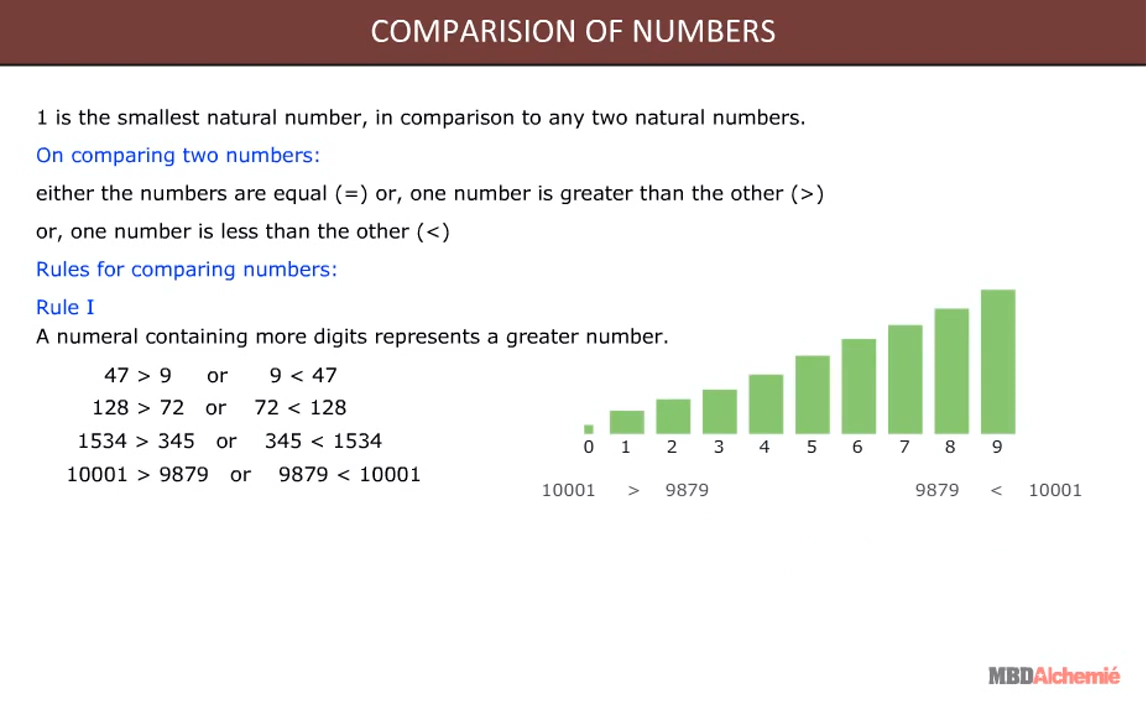 COMPARISION OF NUMBERS
1 is the smallest natural number, in comparison to any two natural numbers.
On comparing two numbers:
either the numbers are equal (=) or, one number is greater than the other (>)
or, one number is less than the other (<)
Rules for comparing numbers:
Rule I
A numeral containing more digits represents a greater number.
47 > 9 or 9 < 47
128 > 72 or 72 < 128
1534 > 345 or 345 < 1534
10001 > 9879 or 9879 < 10001
0 1 2 3 4 5 6 7 8 9
10001 > 9879 9879 < 10001
MBDAlchemié